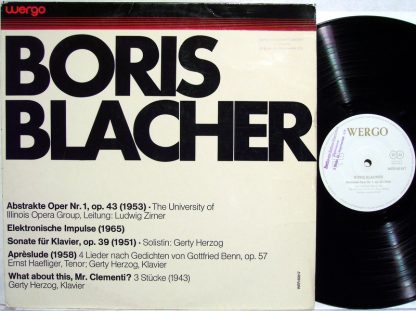 wergo
BORIS
BLACHER
Abstrakte Oper Nr. 1, op. 43 (1953) · The University of
Illinois Opera Group, Leitung: Ludwig Zirner
Elektronische Impulse (1965)
Sonate für Klavier, op. 39 (1951) · Solistin: Gerty Herzog
Aprèslude (1958) 4 Lieder nach Gedichten von Gottfried Benn, op. 57
Ernst Haefliger, Tenor; Gerty Herzog, Klavier
What about this, Mr. Clementi? 3 Stücke (1943)
Gerty Herzog, Klavier
WERGO
BORIS BLACHER